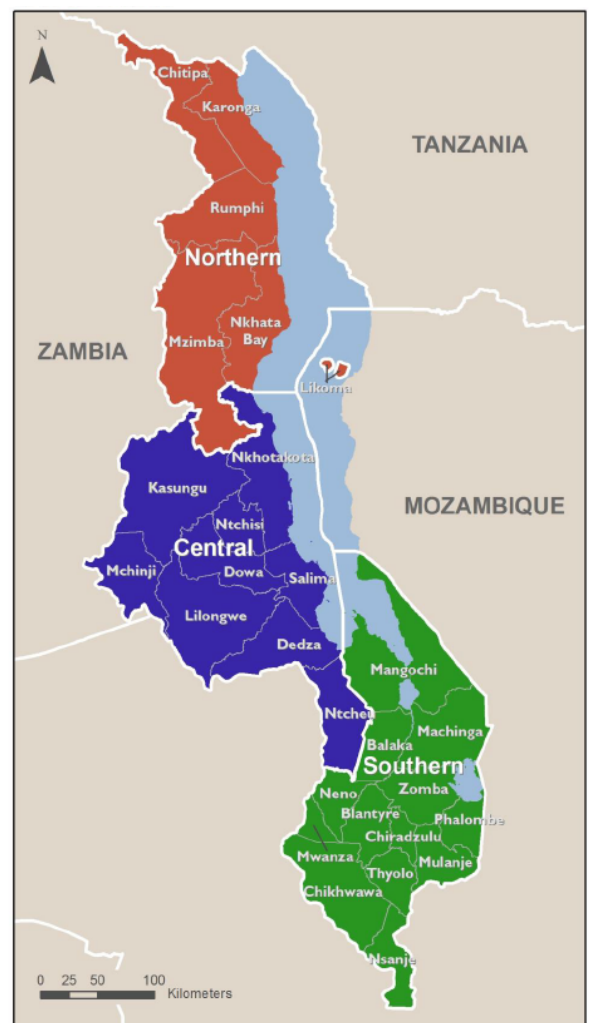 N
Chitipa
Karonga
TANZANIA
Rumphi
Northern
Nkhata
Bay
Mzimba
ZAMBIA
Likoma
Nkhotakota
Kasungu
MOZAMBIQUE
Ntchisi
Central
Mchinji
Dowa
Salima
Lilongwe
Dedza
Mangochi
Ntcheu
Machinga
Balaka
Southern
Zomba
Neno
Blantyre
Phalombe
Chiradzulu
Mwanza
Mulanje
Thyolo
Chikhwawa
Nsanje
0 25 50 100
Kilometers